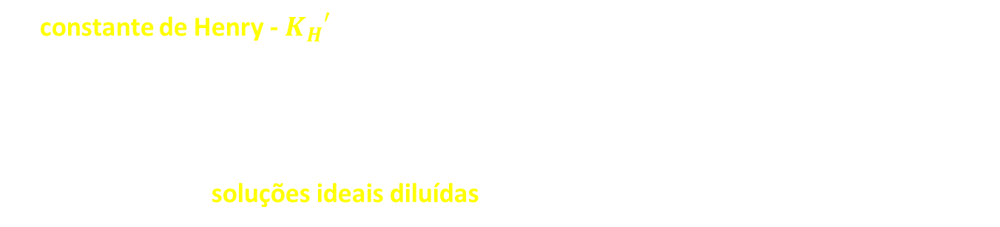 constante de Henry - K_H'
soluções ideais diluídas